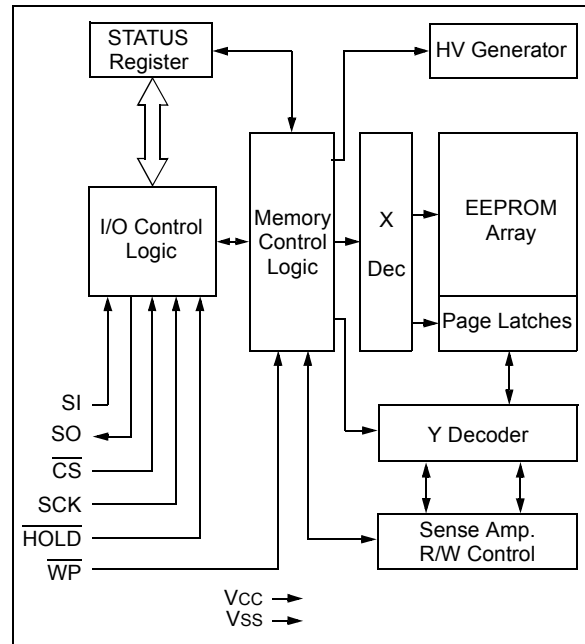 STATUS
Register
HV Generator
I/O Control
Logic
Memory
Control
Logic
X
Dec
EEPROM
Array
Page Latches
SI
SO
CS
SCK
HOLD
WP
Y Decoder
Sense Amp.
R/W Control
VCC
VSS